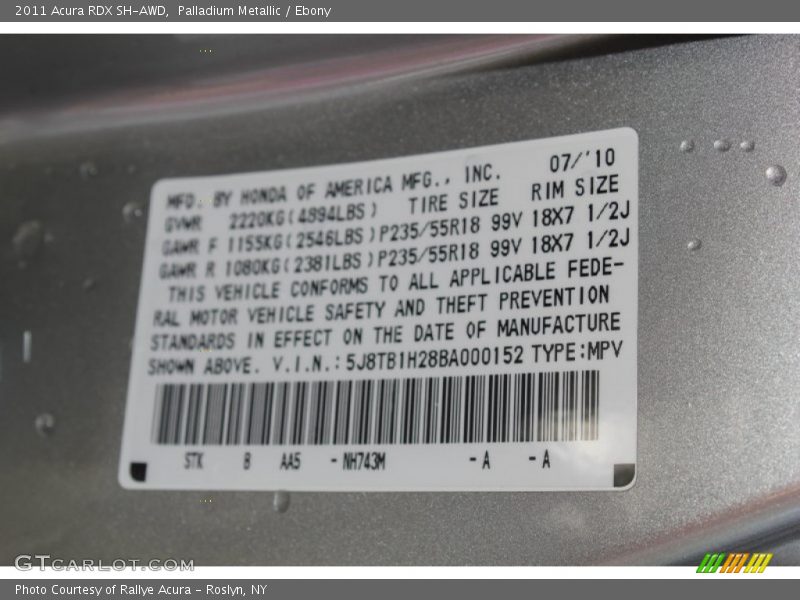 2011 Acura RDX SH-AWD, Palladium Metallic / Ebony
MFD. BY HONDA OF AMERICA MFG., INC. 07/'10
GVWR 2220KG(4894LBS) TIRE SIZE RIM SIZE
GAWR F 1155KG(2546LBS)P235/55R18 99V 18X7 1/2J
GAWR R 1080KG(2381LBS)P235/55R18 99V 18X7 1/2J
THIS VEHICLE CONFORMS TO ALL APPLICABLE FEDE-
RAL MOTOR VEHICLE SAFETY AND THEFT PREVENTION
STANDARDS IN EFFECT ON THE DATE OF MANUFACTURE
SHOWN ABOVE. V.I.N.:5J8TB1H28BA000152 TYPE:MPV
STK B AA5 -NH743M -A -A
GTCARLOT.COM
Photo Courtesy of Rallye Acura - Roslyn, NY